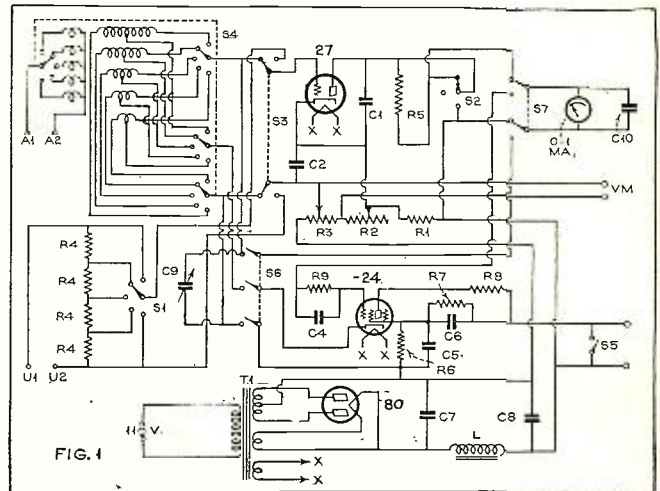 S4
27
A1
A2
S3
C1
R5
S2
S7
0-1
MA.
C10
X X
C2
VM
R3
R2
R1
R4
R4
R4
R4
S1
C9
S6
R9
-24
R7
R8
C4
C6
X X
C5
R6
S5
U1
U2
T.1
80
C7
C8
V.
L
X
X
FIG. 1